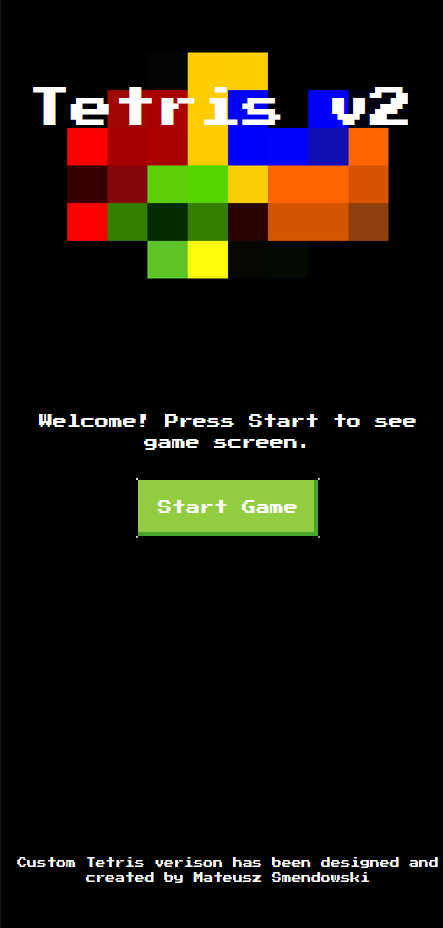 Tetris v2
Welcome! Press Start to see
game screen.
Start Game
Custom Tetris verison has been designed and
created by Mateusz Smendowski